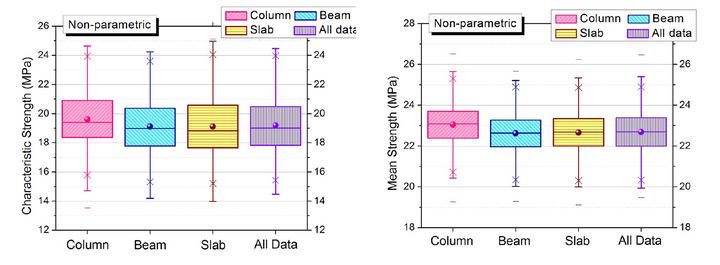 Non-parametric
Column Beam
Slab All data
Characteristic Strength (MPa)
26 26
24 24
22 22
20 20
18 18
16 16
14 14
12 12
Column Beam Slab All Data
Non-parametric
Column Beam
Slab All data
Mean Strength (MPa)
28 28
26 26
24 24
22 22
20 20
18 18
Column Beam Slab All Data